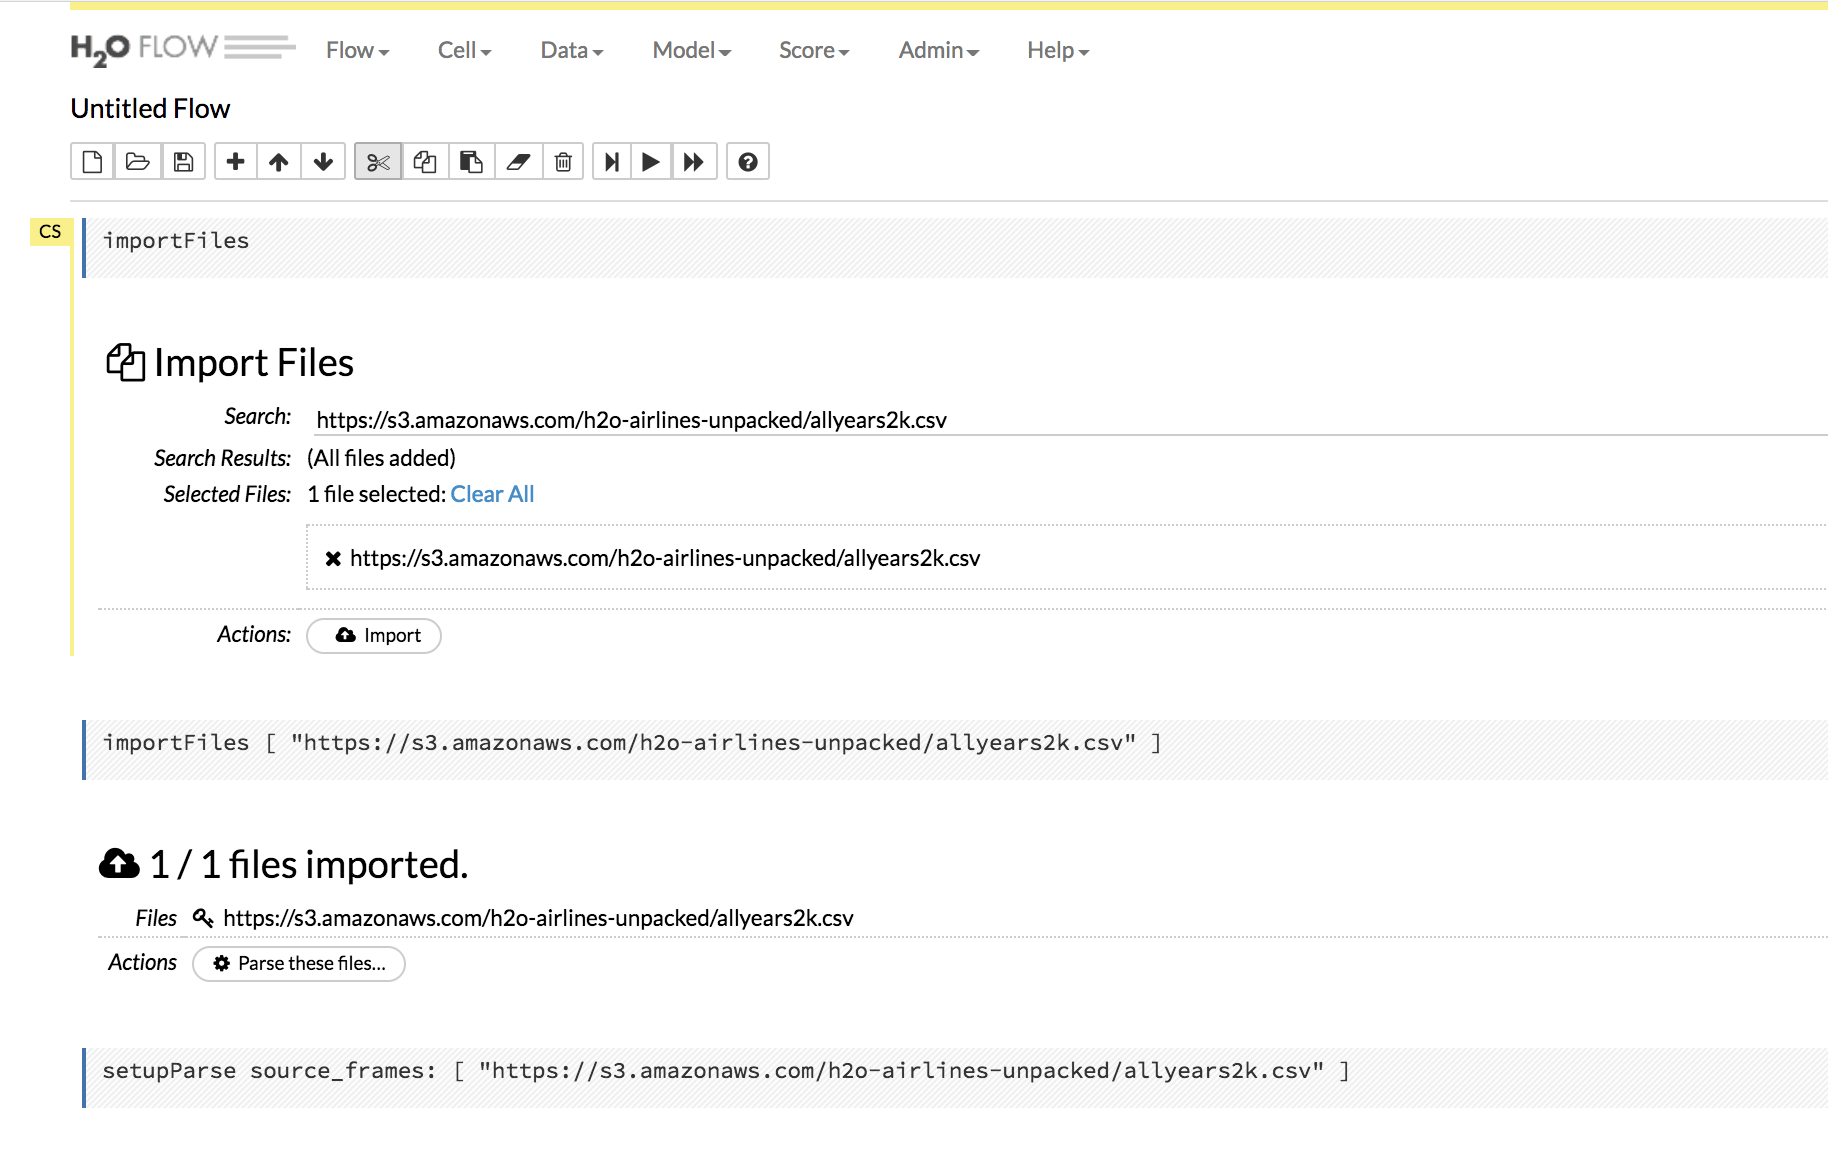 H2O FLOW Flow Cell Data Model Score Admin Help
Untitled Flow
CS
importFiles
Import Files
Search: https://s3.amazonaws.com/h2o-airlines-unpacked/allyears2k.csv
Search Results: (All files added)
Selected Files: 1 file selected: Clear All
https://s3.amazonaws.com/h2o-airlines-unpacked/allyears2k.csv
Actions: Import
importFiles [ "https://s3.amazonaws.com/h2o-airlines-unpacked/allyears2k.csv" ]
1 / 1 files imported.
Files https://s3.amazonaws.com/h2o-airlines-unpacked/allyears2k.csv
Actions Parse these files...
setupParse source_frames: [ "https://s3.amazonaws.com/h2o-airlines-unpacked/allyears2k.csv" ]